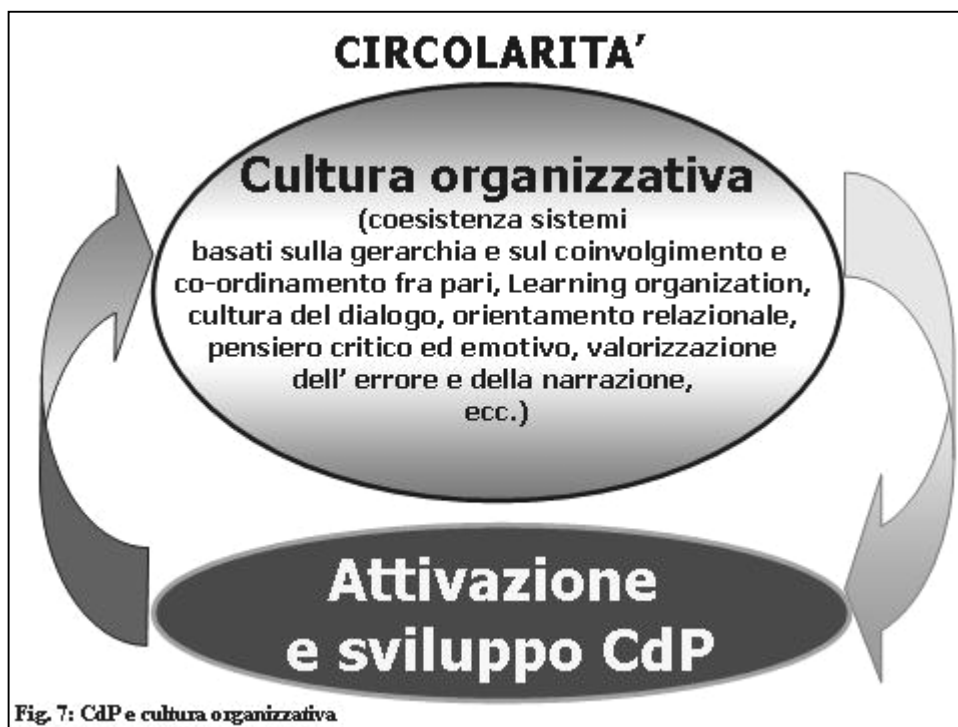 CIRCOLARITA’
Cultura organizzativa
(coesistenza sistemi
basati sulla gerarchia e sul coinvolgimento e
co-ordinamento fra pari, Learning organization,
cultura del dialogo, orientamento relazionale,
pensiero critico ed emotivo, valorizzazione
dell’ errore e della narrazione,
ecc.)
Attivazione
e sviluppo CdP
Fig. 7: CdP e cultura organizzativa